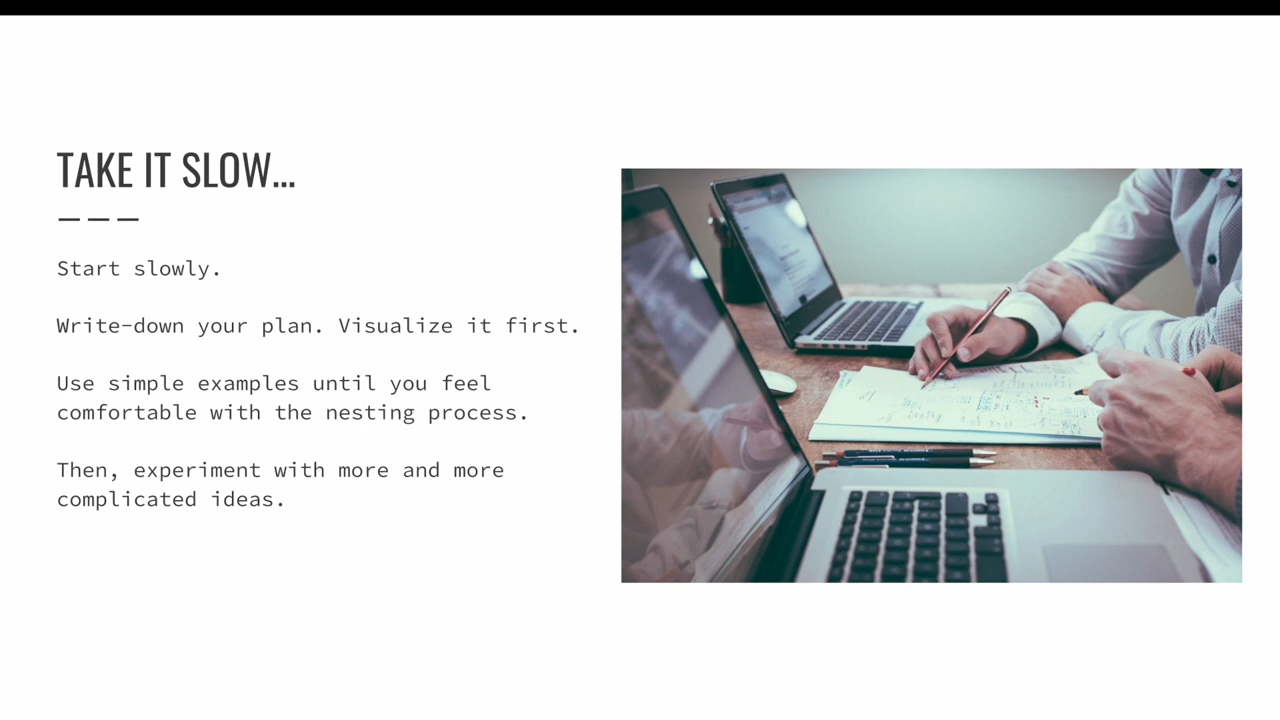 TAKE IT SLOW...
Start slowly.
Write-down your plan. Visualize it first.
Use simple examples until you feel
comfortable with the nesting process.
Then, experiment with more and more
complicated ideas.